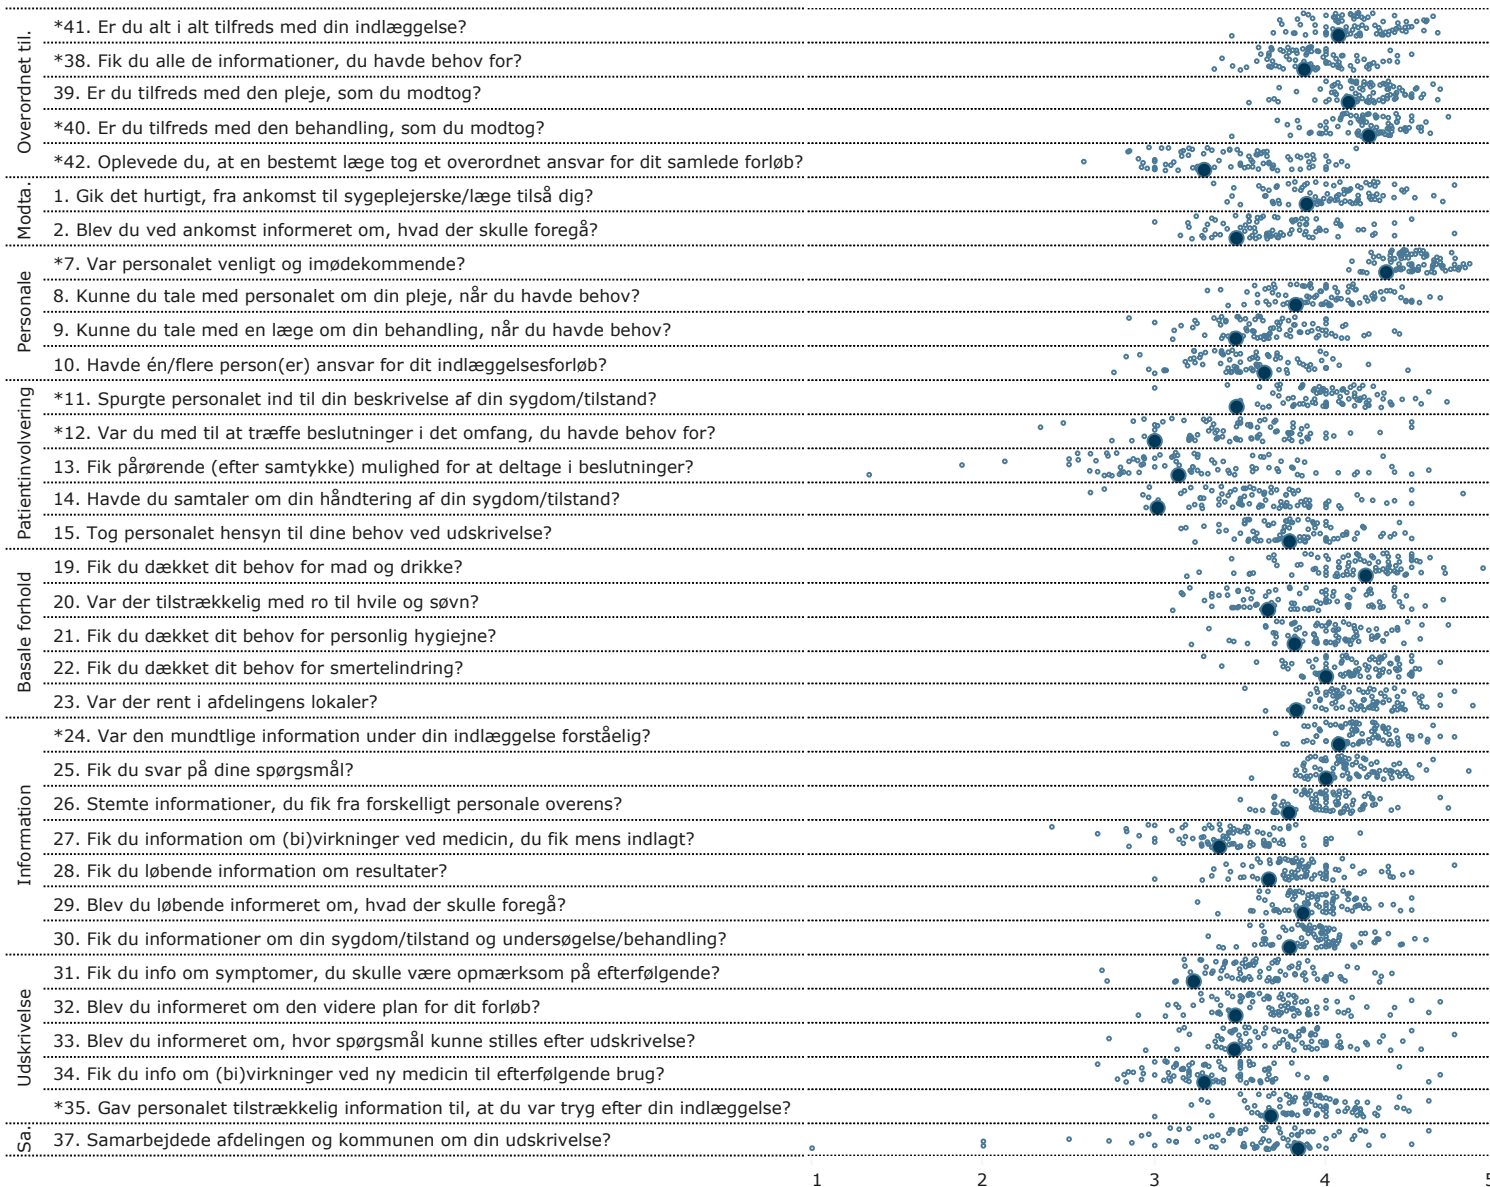 Overordnet til.
*41. Er du alt i alt tilfreds med din indlæggelse?
*38. Fik du alle de informationer, du havde behov for?
39. Er du tilfreds med den pleje, som du modtog?
*40. Er du tilfreds med den behandling, som du modtog?
*42. Oplevede du, at en bestemt læge tog et overordnet ansvar for dit samlede forløb?
Modta.
1. Gik det hurtigt, fra ankomst til sygeplejerske/læge tilså dig?
2. Blev du ved ankomst informeret om, hvad der skulle foregå?
Personale
*7. Var personalet venligt og imødekommende?
8. Kunne du tale med personalet om din pleje, når du havde behov?
9. Kunne du tale med en læge om din behandling, når du havde behov?
10. Havde én/flere person(er) ansvar for dit indlæggelsesforløb?
Patientinvolvering
*11. Spurgte personalet ind til din beskrivelse af din sygdom/tilstand?
*12. Var du med til at træffe beslutninger i det omfang, du havde behov for?
13. Fik pårørende (efter samtykke) mulighed for at deltage i beslutninger?
14. Havde du samtaler om din håndtering af din sygdom/tilstand?
15. Tog personalet hensyn til dine behov ved udskrivelse?
Basale forhold
19. Fik du dækket dit behov for mad og drikke?
20. Var der tilstrækkelig med ro til hvile og søvn?
21. Fik du dækket dit behov for personlig hygiejne?
22. Fik du dækket dit behov for smertelindring?
23. Var der rent i afdelingens lokaler?
Information
*24. Var den mundtlige information under din indlæggelse forståelig?
25. Fik du svar på dine spørgsmål?
26. Stemte informationer, du fik fra forskelligt personale overens?
27. Fik du information om (bi)virkninger ved medicin, du fik mens indlagt?
28. Fik du løbende information om resultater?
29. Blev du løbende informeret om, hvad der skulle foregå?
30. Fik du informationer om din sygdom/tilstand og undersøgelse/behandling?
Udskrivelse
31. Fik du info om symptomer, du skulle være opmærksom på efterfølgende?
32. Blev du informeret om den videre plan for dit forløb?
33. Blev du informeret om, hvor spørgsmål kunne stilles efter udskrivelse?
34. Fik du info om (bi)virkninger ved ny medicin til efterfølgende brug?
*35. Gav personalet tilstrækkelig information til, at du var tryg efter din indlæggelse?
Sa.
37. Samarbejdede afdelingen og kommunen om din udskrivelse?
1 2 3 4 5